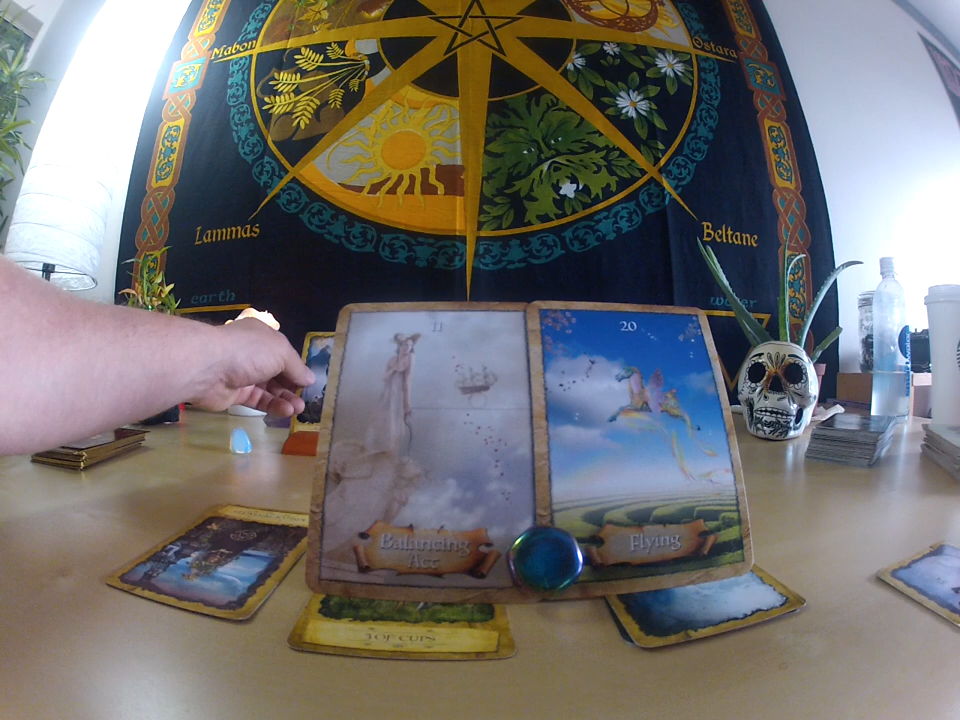 Mabon
Ostara
Lammas
Beltane
earth
water
11
20
Balancing
Act
Flying
3 OF CUPS